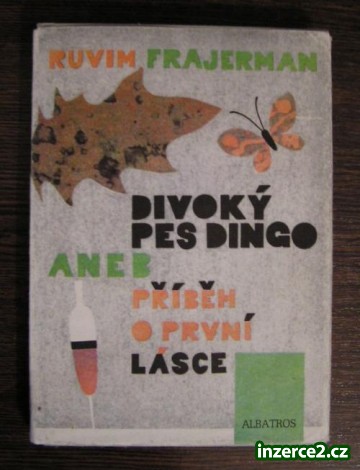 RUVIM FRAJERMAN
DIVOKÝ
PES DINGO
ANEB
PŘÍBĚH
O PRVNÍ
LÁSCE
ALBATROS
inzerce2.cz